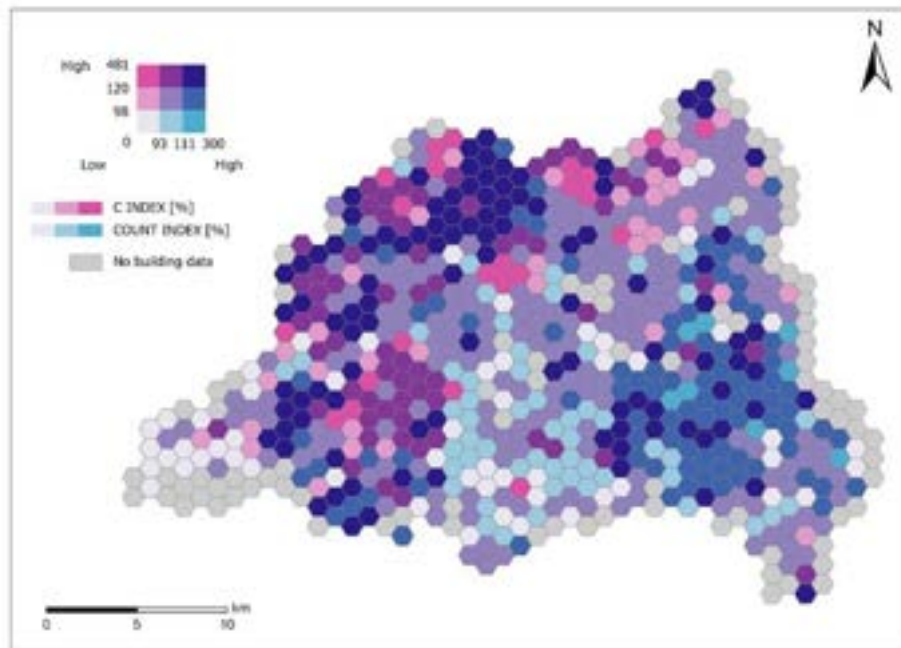 N
High 481
120
98
0 93 111 300
Low High
C INDEX [%]
COUNT INDEX [%]
No building data
km
0 5 10